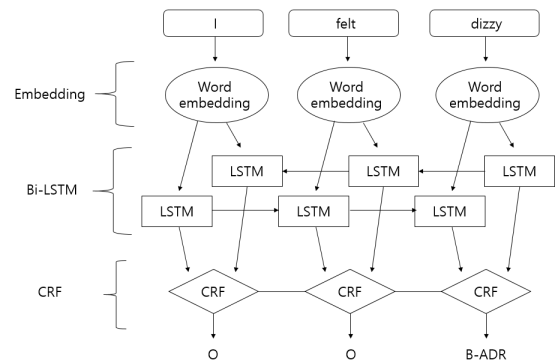 I felt dizzy
Embedding
Word embedding
Word embedding
Word embedding
Bi-LSTM
LSTM LSTM LSTM
LSTM LSTM LSTM
CRF
CRF CRF CRF
O O B-ADR